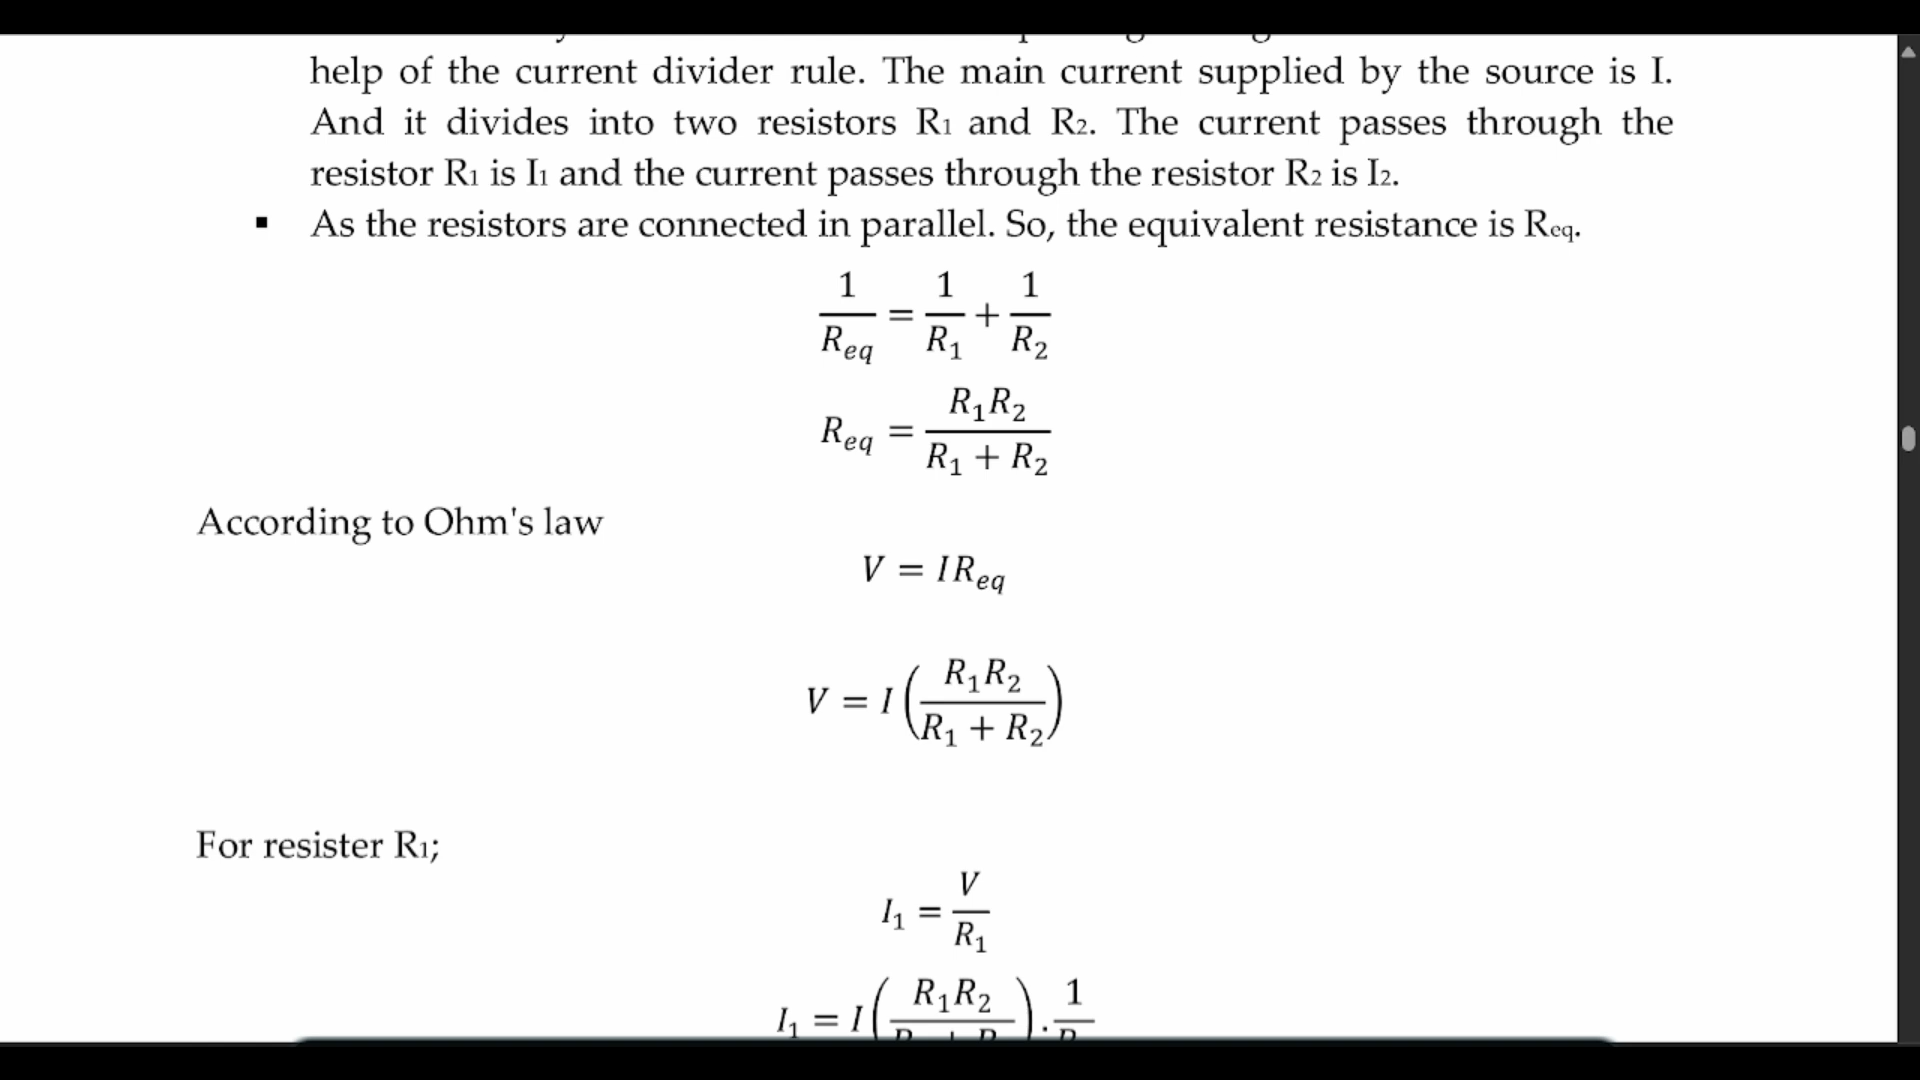 help of the current divider rule. The main current supplied by the source is I.
And it divides into two resistors R₁ and R₂. The current passes through the
resistor R₁ is I₁ and the current passes through the resistor R₂ is I₂.
▪ As the resistors are connected in parallel. So, the equivalent resistance is Req.
1/Req = 1/R₁ + 1/R₂
Req = R₁R₂/(R₁ + R₂)
According to Ohm's law
V = IReq
V = I(R₁R₂/(R₁ + R₂))
For resister R₁;
I₁ = V/R₁
I₁ = I(R₁R₂/(R + R)) . 1/R